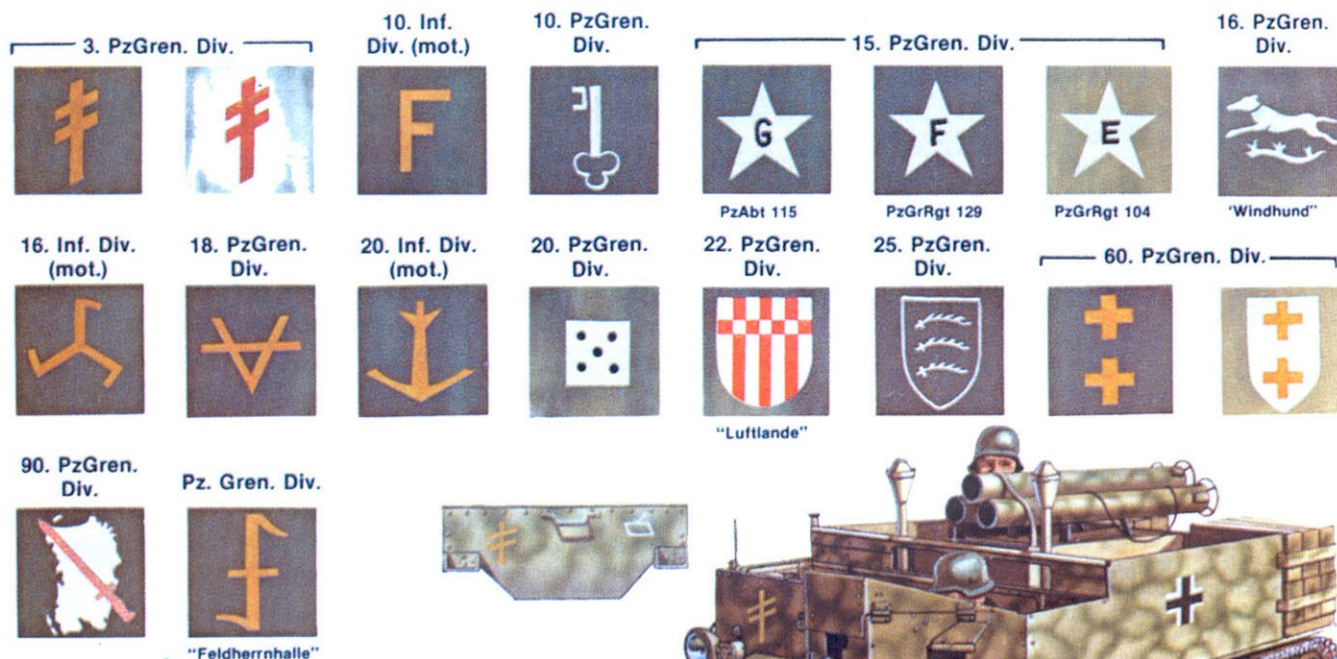 3. PzGren. Div.
10. Inf.
Div. (mot.)
10. PzGren.
Div.
15. PzGren. Div.
16. PzGren.
Div.
F
G
F
E
PzAbt 115
PzGrRgt 129
PzGrRgt 104
'Windhund"
16. Inf. Div.
(mot.)
18. PzGren.
Div.
20. Inf. Div.
(mot.)
20. PzGren.
Div.
22. PzGren.
Div.
25. PzGren.
Div.
60. PzGren. Div.
"Luftlande"
90. PzGren.
Div.
Pz. Gren. Div.
"Feldherrnhalle"